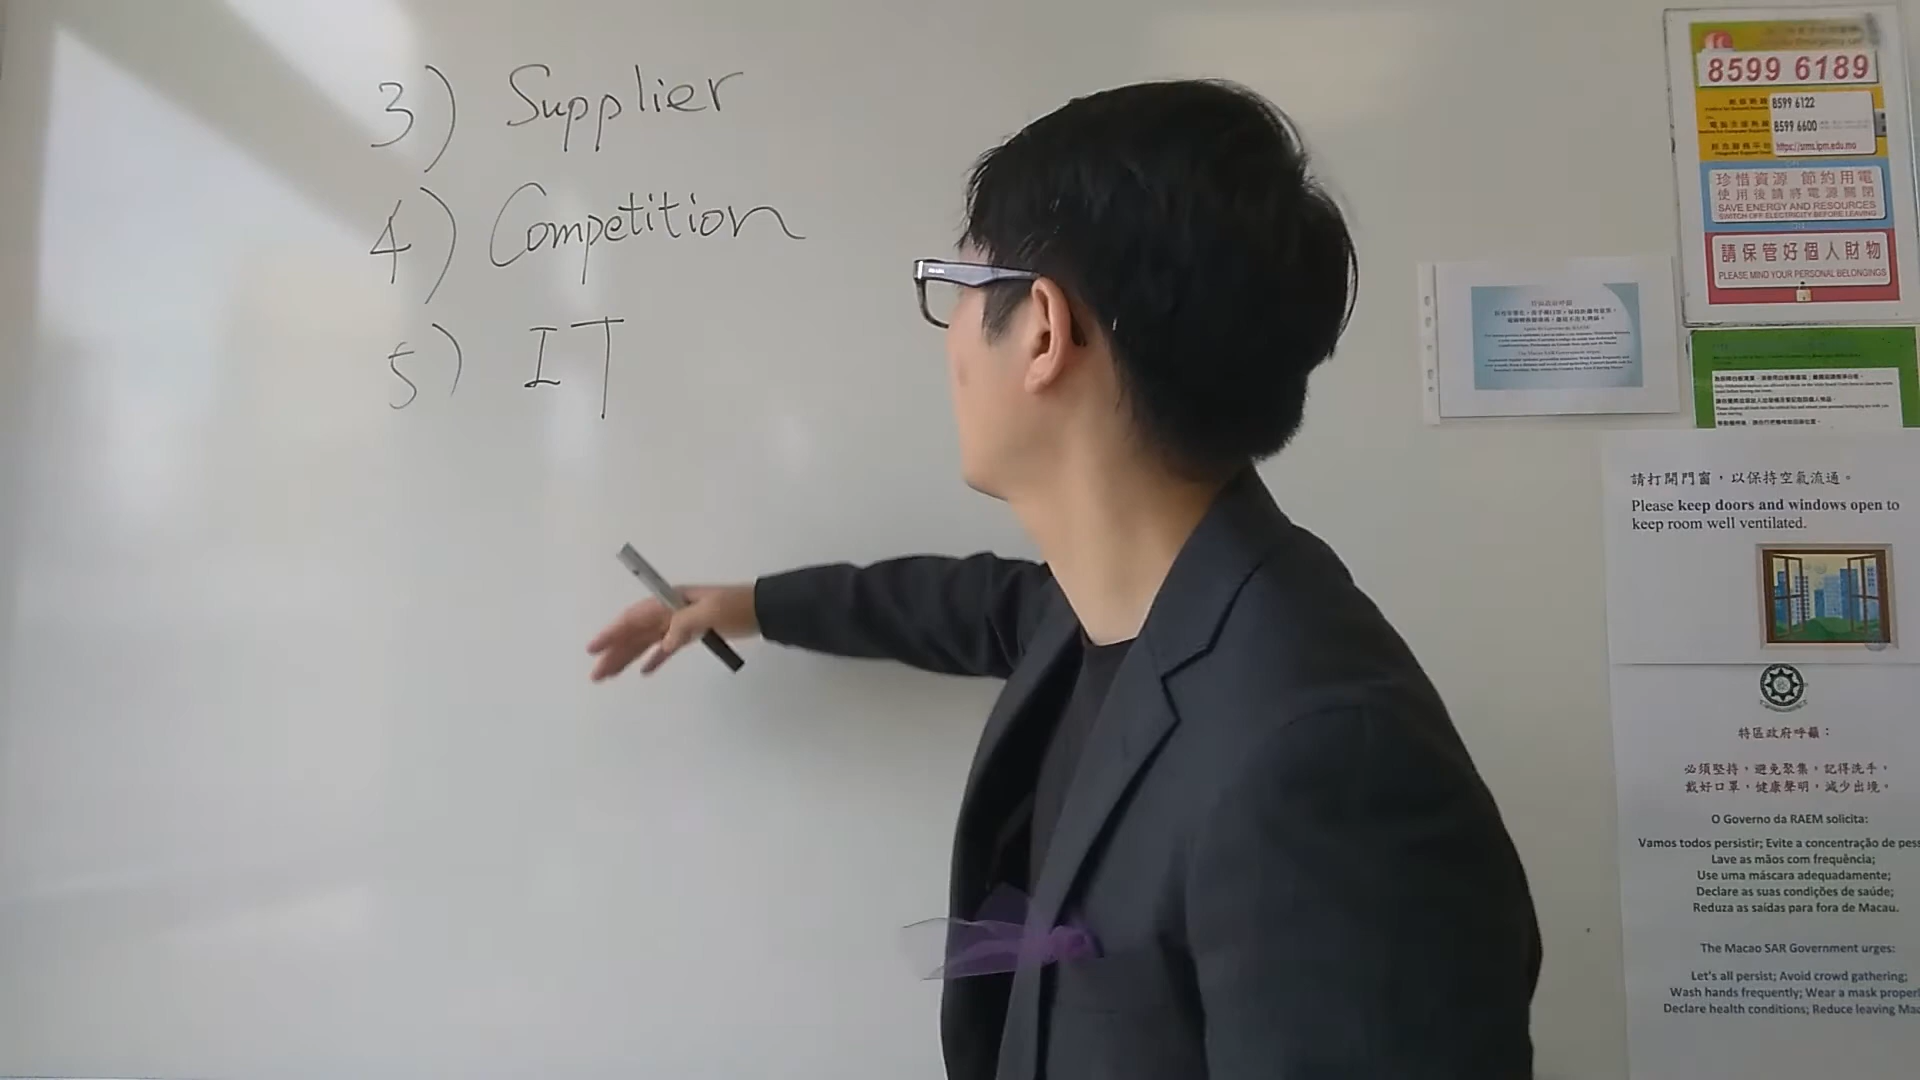 3) Supplier
4) Competition
5) IT
8599 6189
8599 6122
8599 6600
https://srms.ipm.edu.mo
珍惜資源 節約用電
使用後請將電源關閉
SAVE ENERGY AND RESOURCES
SWITCH OFF ELECTRICITY BEFORE LEAVING
請保管好個人財物
PLEASE MIND YOUR PERSONAL BELONGINGS
請打開門窗，以保持空氣流通。
Please keep doors and windows open to
keep room well ventilated.
特區政府呼籲：
必須堅持，避免聚集，記得洗手，
戴好口罩，健康聲明，減少出境。
O Governo da RAEM solicita:
Vamos todos persistir; Evite a concentração de pess
Lave as mãos com frequência;
Use uma máscara adequadamente;
Declare as suas condições de saúde;
Reduza as saídas para fora de Macau.
The Macao SAR Government urges:
Let's all persist; Avoid crowd gathering;
Wash hands frequently; Wear a mask properl
Declare health conditions; Reduce leaving Mac